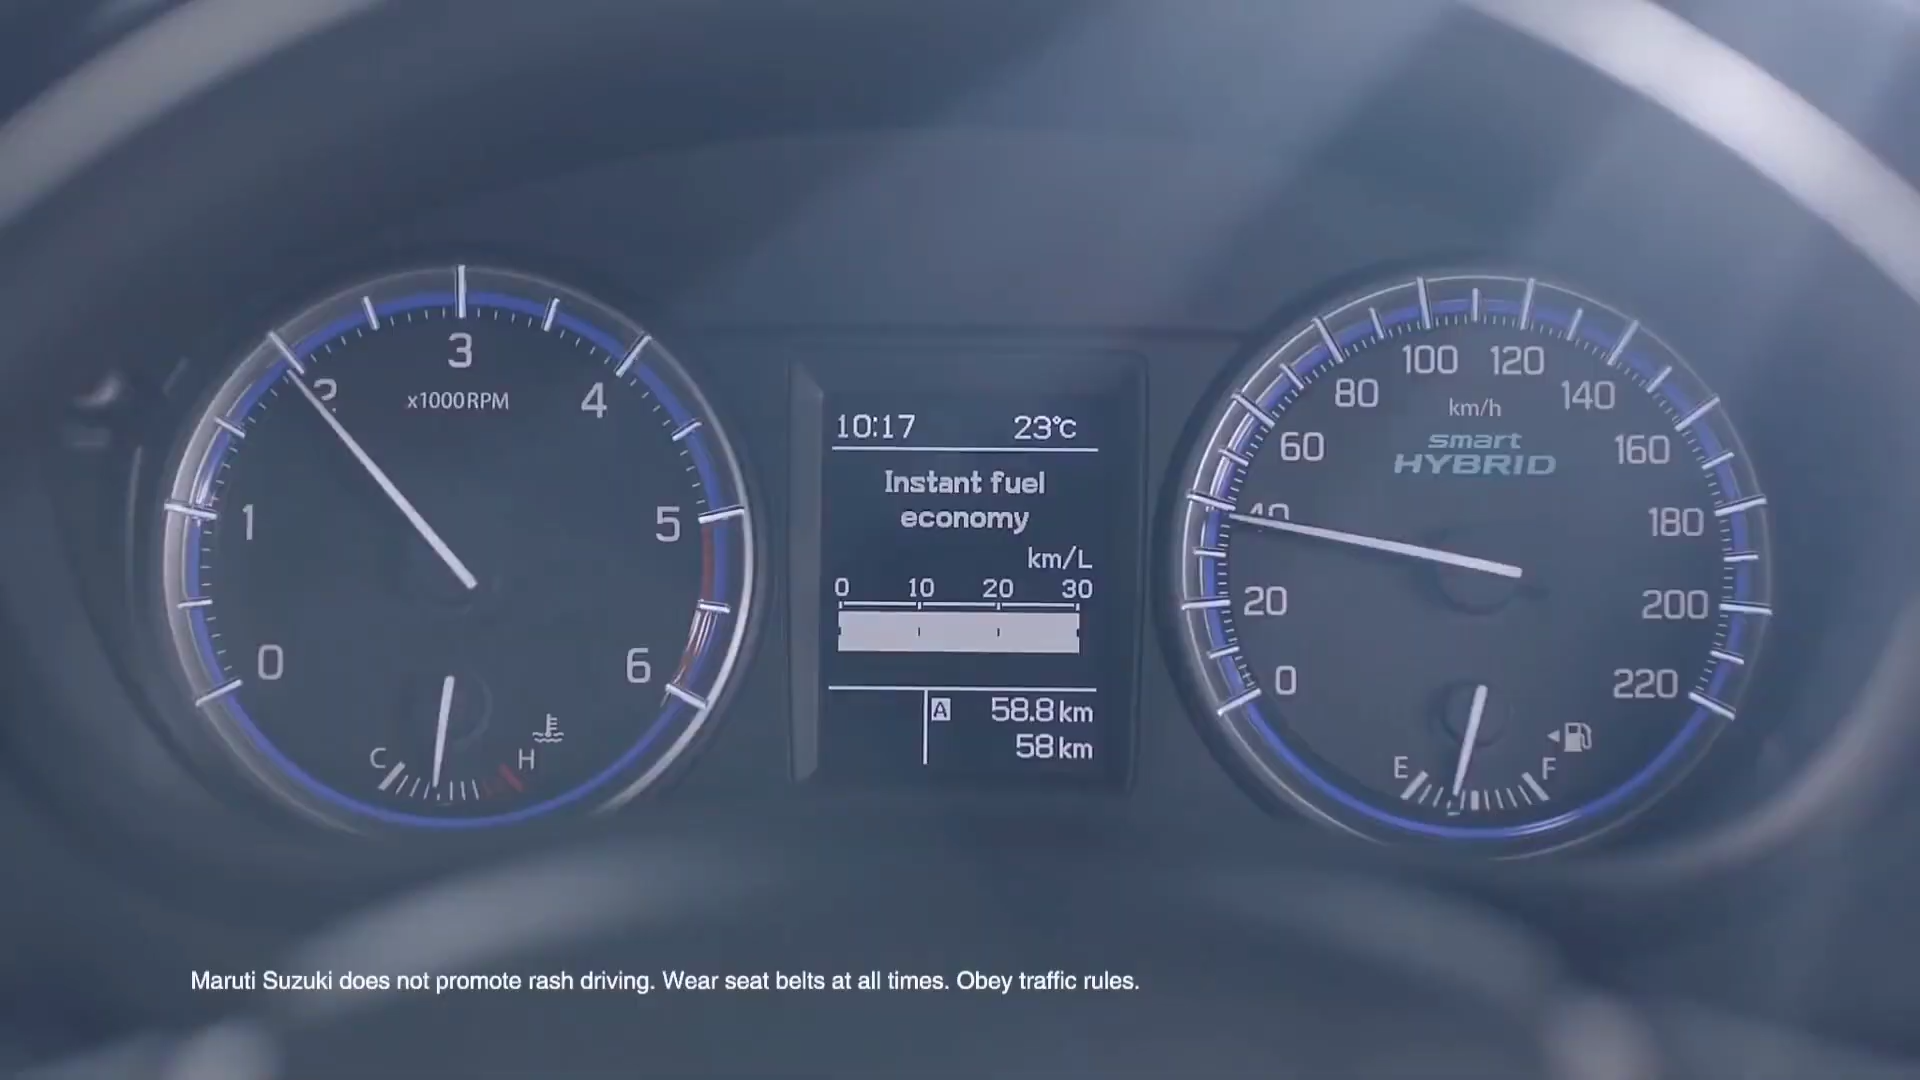 0
1
2
3
4
5
6
x1000RPM
C
H
10:17 23°C
Instant fuel
economy
km/L
0 10 20 30
A 58.8 km
58 km
0
20
40
60
80
100
120
140
160
180
200
220
km/h
smart
HYBRID
E
F
Maruti Suzuki does not promote rash driving. Wear seat belts at all times. Obey traffic rules.